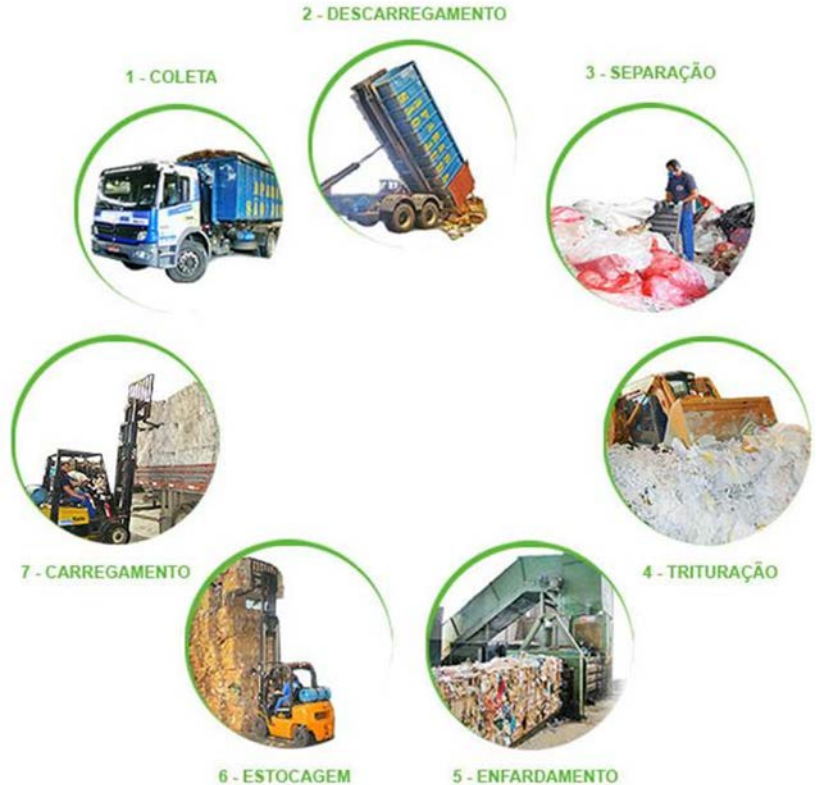 2 - DESCARREGAMENTO
1 - COLETA
3 - SEPARAÇÃO
7 - CARREGAMENTO
4 - TRITURAÇÃO
6 - ESTOCAGEM
5 - ENFARDAMENTO